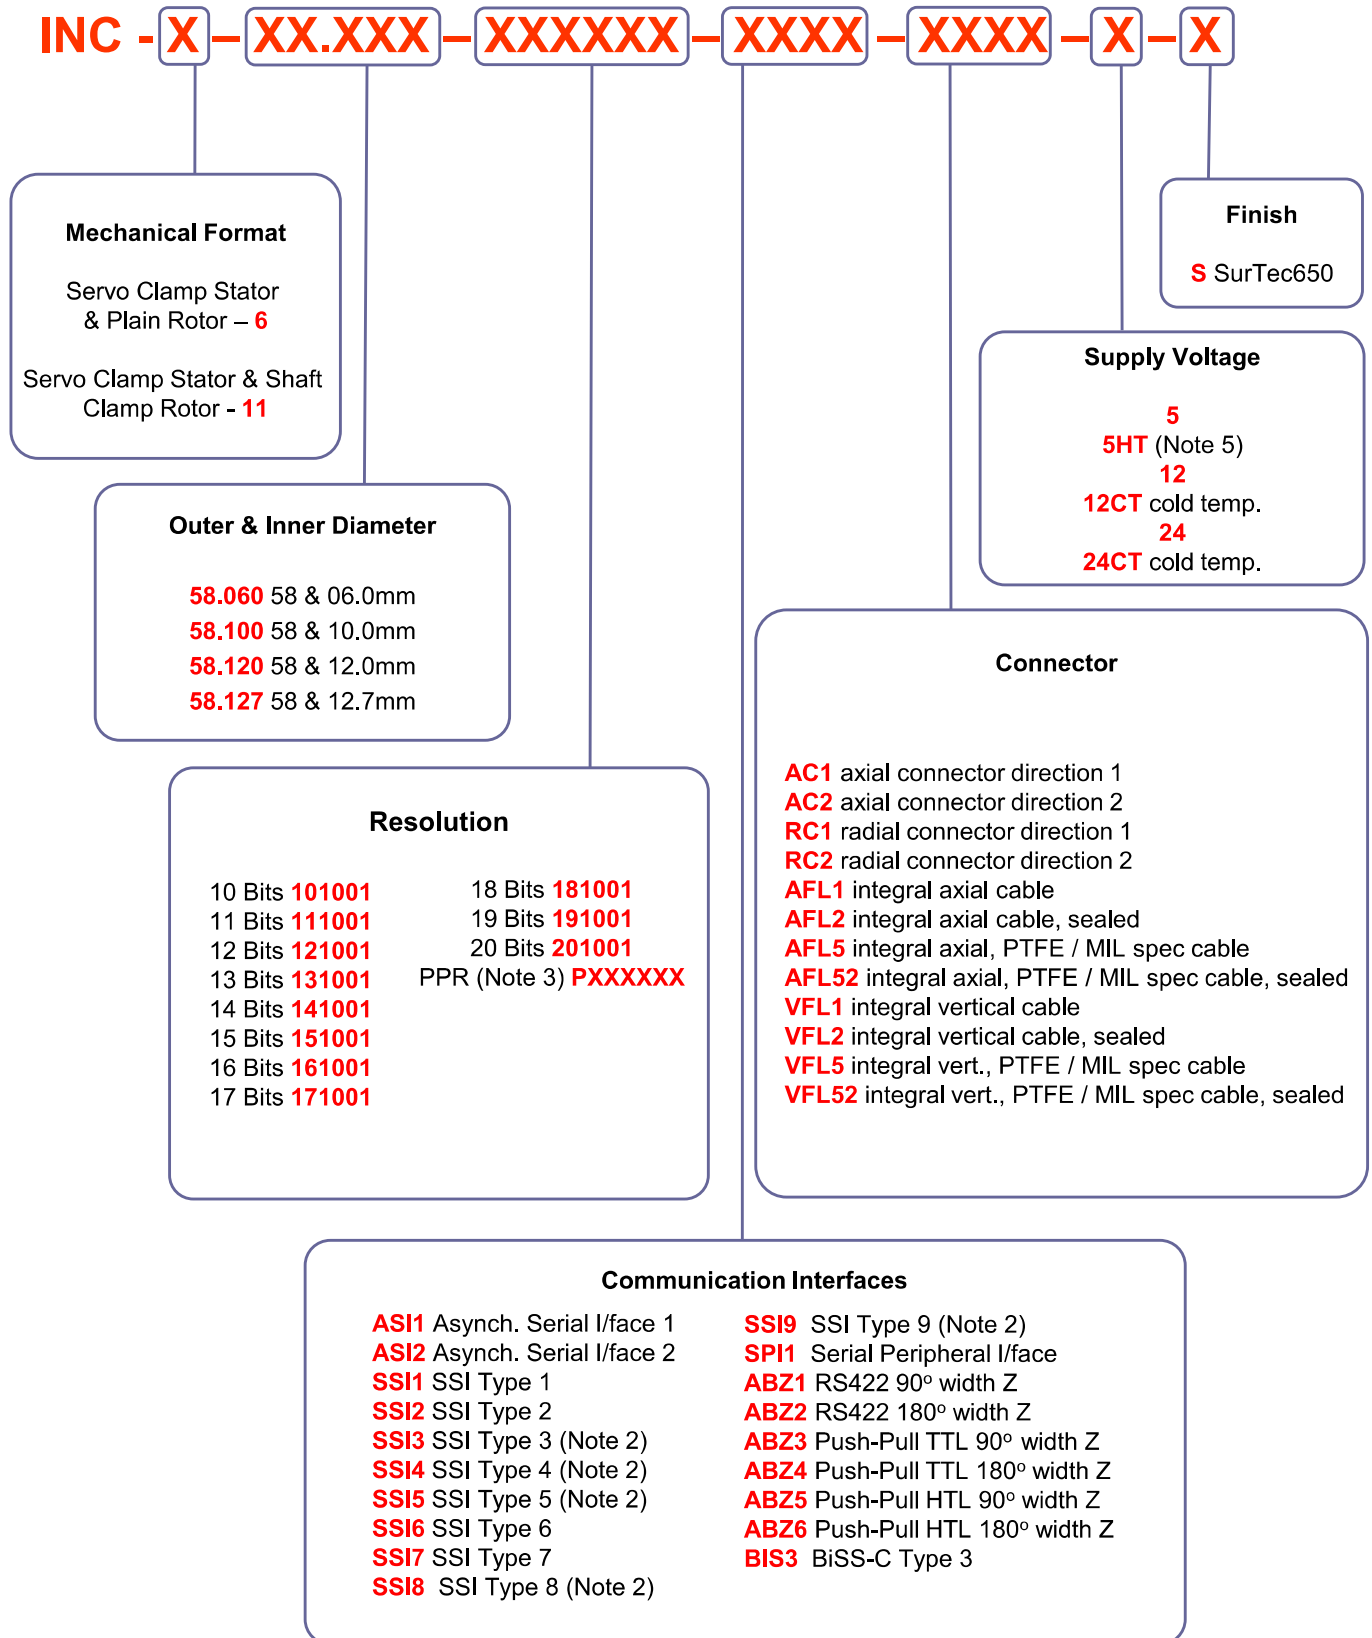 INC - X – XX.XXX – XXXXXX – XXXX – XXXX – X – X
Mechanical Format
Servo Clamp Stator
& Plain Rotor – 6
Servo Clamp Stator & Shaft
Clamp Rotor - 11
Finish
S SurTec650
Supply Voltage
5
5HT (Note 5)
12
12CT cold temp.
24
24CT cold temp.
Outer & Inner Diameter
58.060 58 & 06.0mm
58.100 58 & 10.0mm
58.120 58 & 12.0mm
58.127 58 & 12.7mm
Connector
AC1 axial connector direction 1
AC2 axial connector direction 2
RC1 radial connector direction 1
RC2 radial connector direction 2
AFL1 integral axial cable
AFL2 integral axial cable, sealed
AFL5 integral axial, PTFE / MIL spec cable
AFL52 integral axial, PTFE / MIL spec cable, sealed
VFL1 integral vertical cable
VFL2 integral vertical cable, sealed
VFL5 integral vert., PTFE / MIL spec cable
VFL52 integral vert., PTFE / MIL spec cable, sealed
Resolution
10 Bits 101001
11 Bits 111001
12 Bits 121001
13 Bits 131001
14 Bits 141001
15 Bits 151001
16 Bits 161001
17 Bits 171001
18 Bits 181001
19 Bits 191001
20 Bits 201001
PPR (Note 3) PXXXXXX
Communication Interfaces
ASI1 Asynch. Serial I/face 1
ASI2 Asynch. Serial I/face 2
SSI1 SSI Type 1
SSI2 SSI Type 2
SSI3 SSI Type 3 (Note 2)
SSI4 SSI Type 4 (Note 2)
SSI5 SSI Type 5 (Note 2)
SSI6 SSI Type 6
SSI7 SSI Type 7
SSI8 SSI Type 8 (Note 2)
SSI9 SSI Type 9 (Note 2)
SPI1 Serial Peripheral I/face
ABZ1 RS422 90º width Z
ABZ2 RS422 180º width Z
ABZ3 Push-Pull TTL 90º width Z
ABZ4 Push-Pull TTL 180º width Z
ABZ5 Push-Pull HTL 90º width Z
ABZ6 Push-Pull HTL 180º width Z
BIS3 BiSS-C Type 3